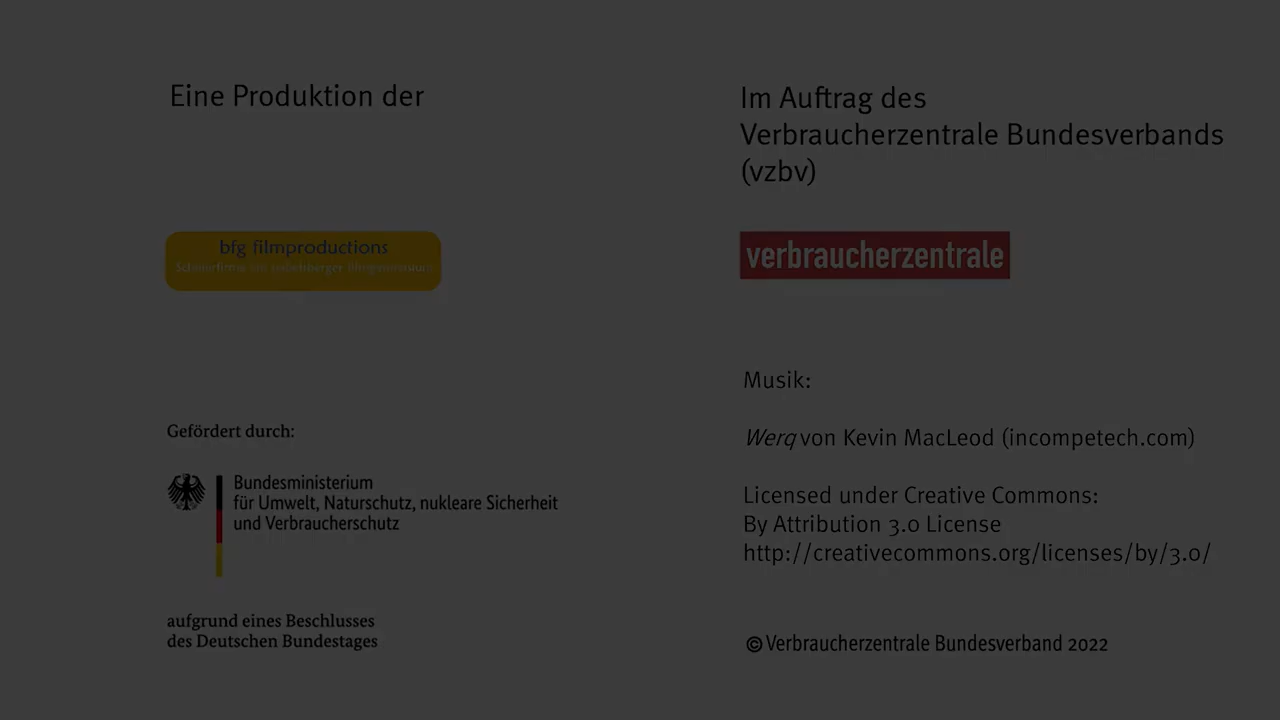 Eine Produktion der
bfg filmproductions
Gefördert durch:
Bundesministerium
für Umwelt, Naturschutz, nukleare Sicherheit
und Verbraucherschutz
aufgrund eines Beschlusses
des Deutschen Bundestages
Im Auftrag des
Verbraucherzentrale Bundesverbands
(vzbv)
verbraucherzentrale
Musik:
Werq von Kevin MacLeod (incompetech.com)
Licensed under Creative Commons:
By Attribution 3.0 License
http://creativecommons.org/licenses/by/3.0/
© Verbraucherzentrale Bundesverband 2022